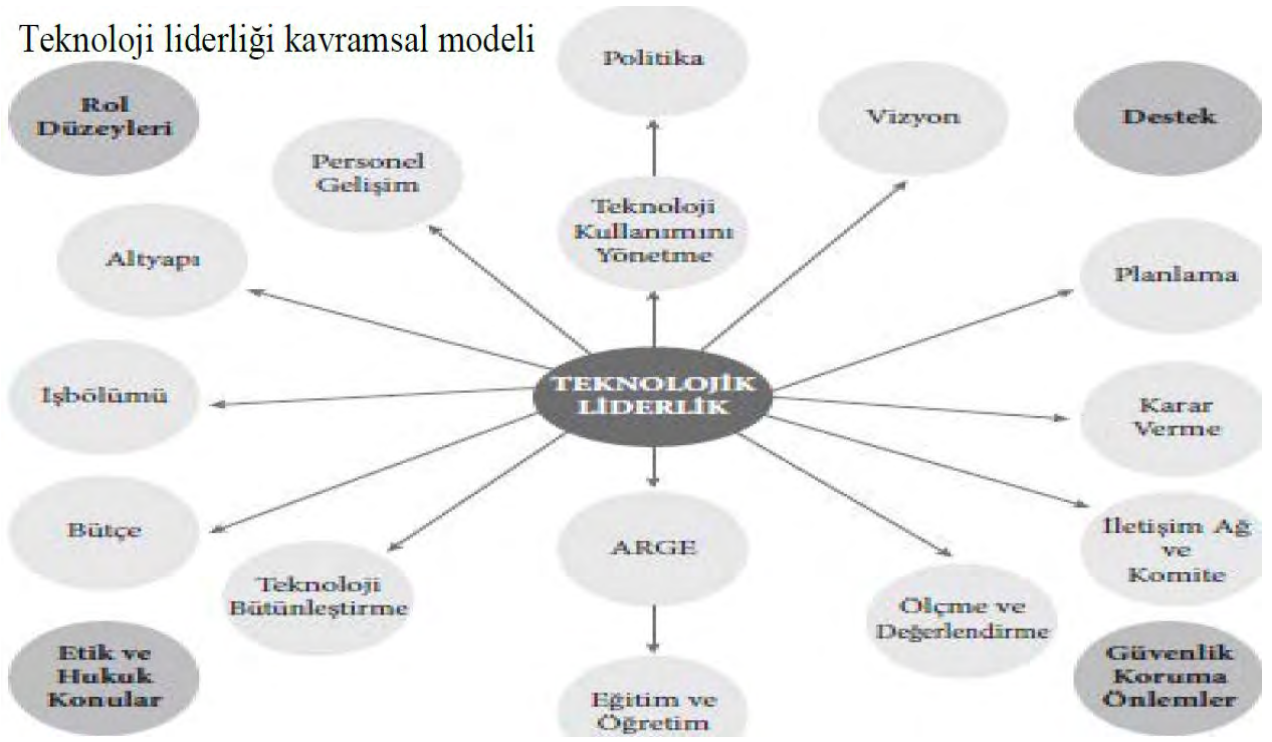 Teknoloji liderliği kavramsal modeli
Politika
Rol
Düzeyleri
Vizyon
Destek
Personel
Gelişim
Teknoloji
Kullanımını
Yönetme
Altyapı
Planlama
TEKNOLOJİK
LİDERLİK
İşbölümü
Karar
Verme
Bütçe
ARGE
İletişim Ağ
ve
Komite
Teknoloji
Bütünleştirme
Ölçme ve
Değerlendirme
Etik ve
Hukuk
Konular
Güvenlik
Koruma
Önlemler
Eğitim ve
Öğretim